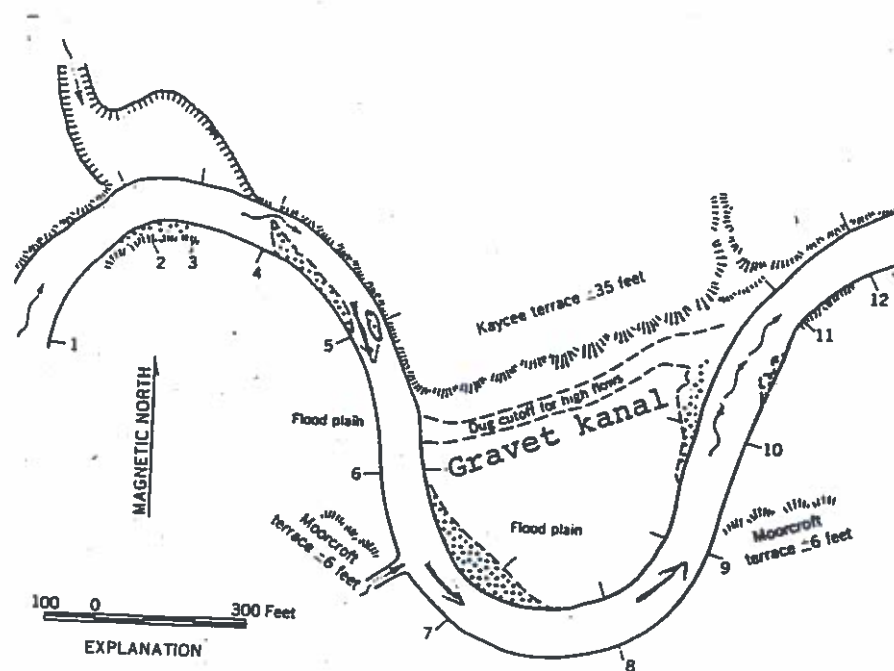 Kaycee terrace ±35 feet
Dug cutoff for high flows
Gravet kanal
Flood plain
Flood plain
Moorcroft
terrace ±6 feet
Moorcroft
terrace ±6 feet
MAGNETIC NORTH
1
2
3
4
5
6
7
8
9
10
11
12
100 0 300 Feet
EXPLANATION